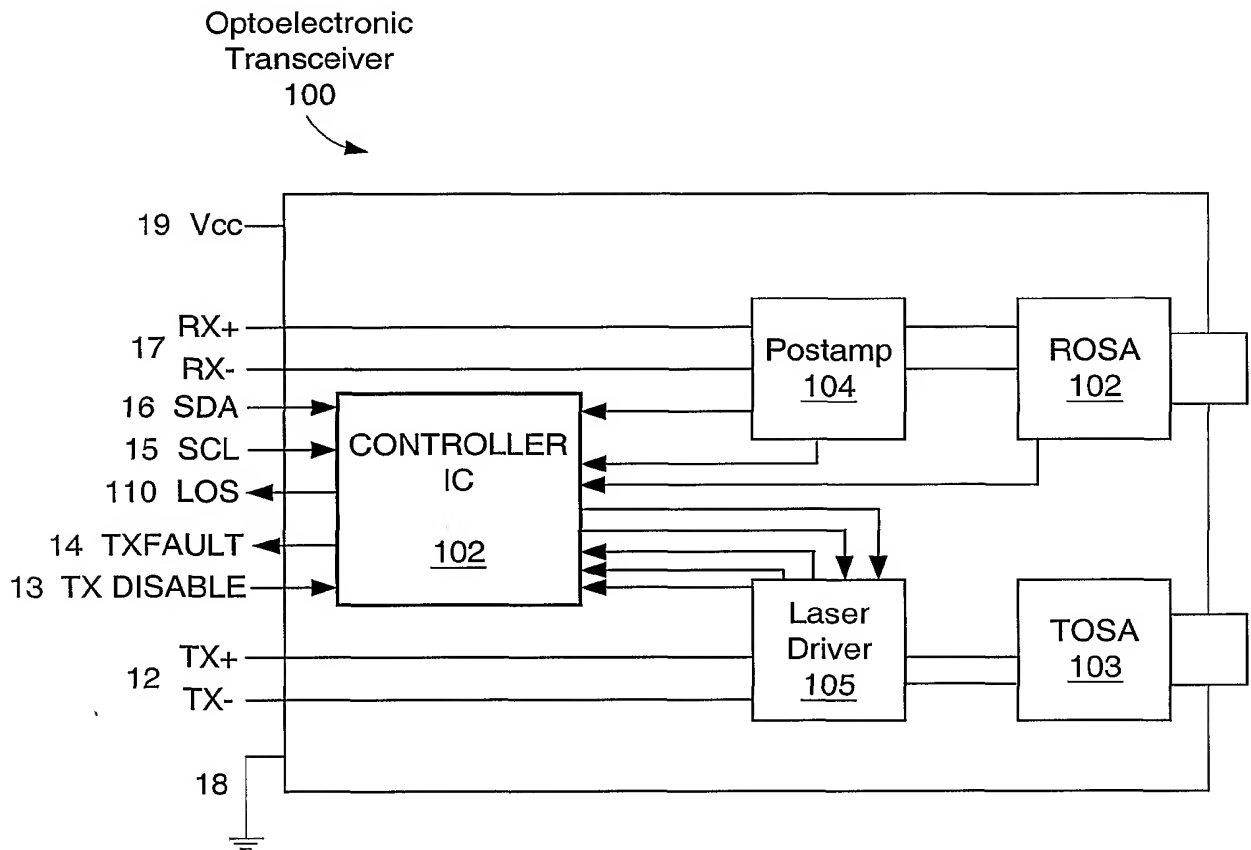 Optoelectronic
Transceiver
100
19 Vcc
RX+
17
RX-
16 SDA
15 SCL
110 LOS
14 TXFAULT
13 TX DISABLE
TX+
12
TX-
18
CONTROLLER
IC
102
Postamp
104
ROSA
102
Laser
Driver
105
TOSA
103